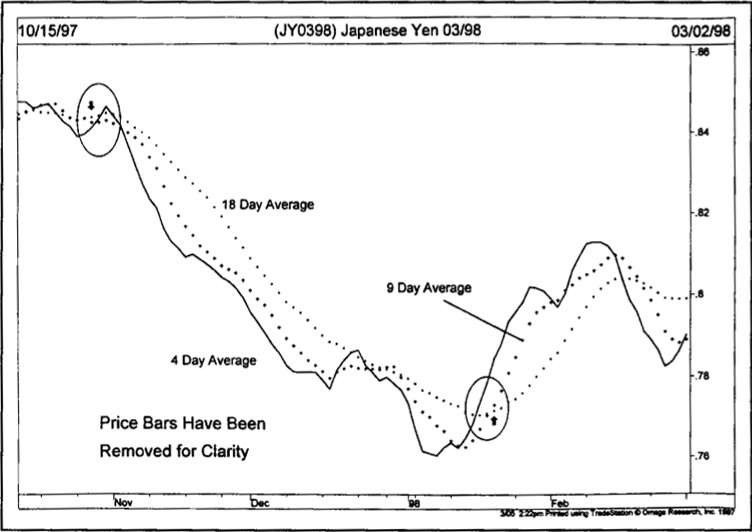 10/15/97 (JY0398) Japanese Yen 03/98 03/02/98
.86
.84
18 Day Average
.82
9 Day Average
.8
4 Day Average
.78
Price Bars Have Been
Removed for Clarity
.76
Nov Dec 98 Feb
3/05 2:22pm Printed using TradeStation © Omega Research, Inc. 1997